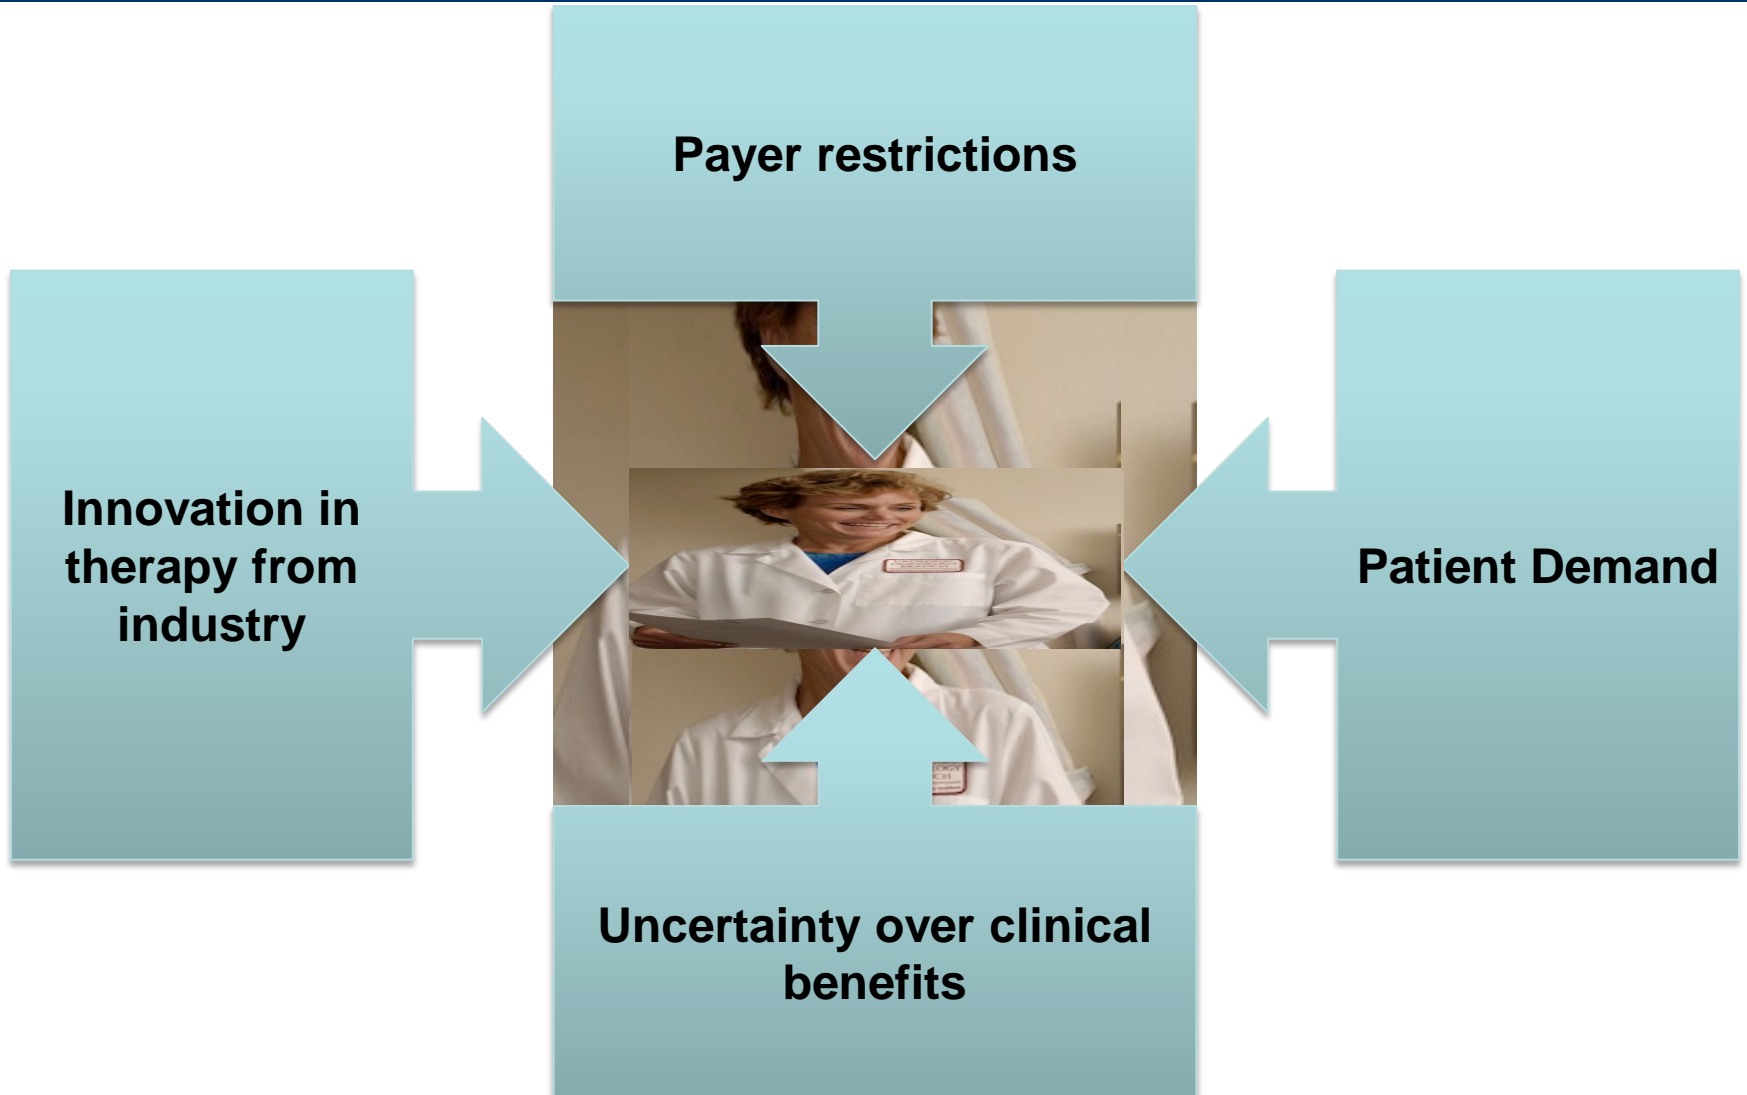 Payer restrictions
Innovation in
therapy from
industry
Patient Demand
Uncertainty over clinical
benefits